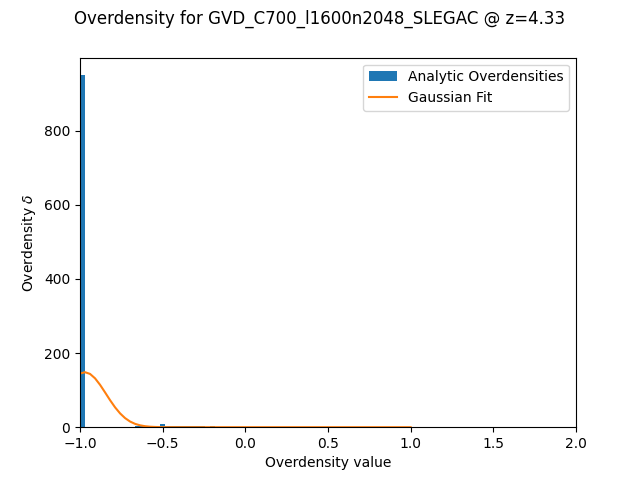 Overdensity for GVD_C700_l1600n2048_SLEGAC @ z=4.33
Analytic Overdensities
Gaussian Fit
Overdensity δ
800
600
400
200
0
−1.0 −0.5 0.0 0.5 1.0 1.5 2.0
Overdensity value